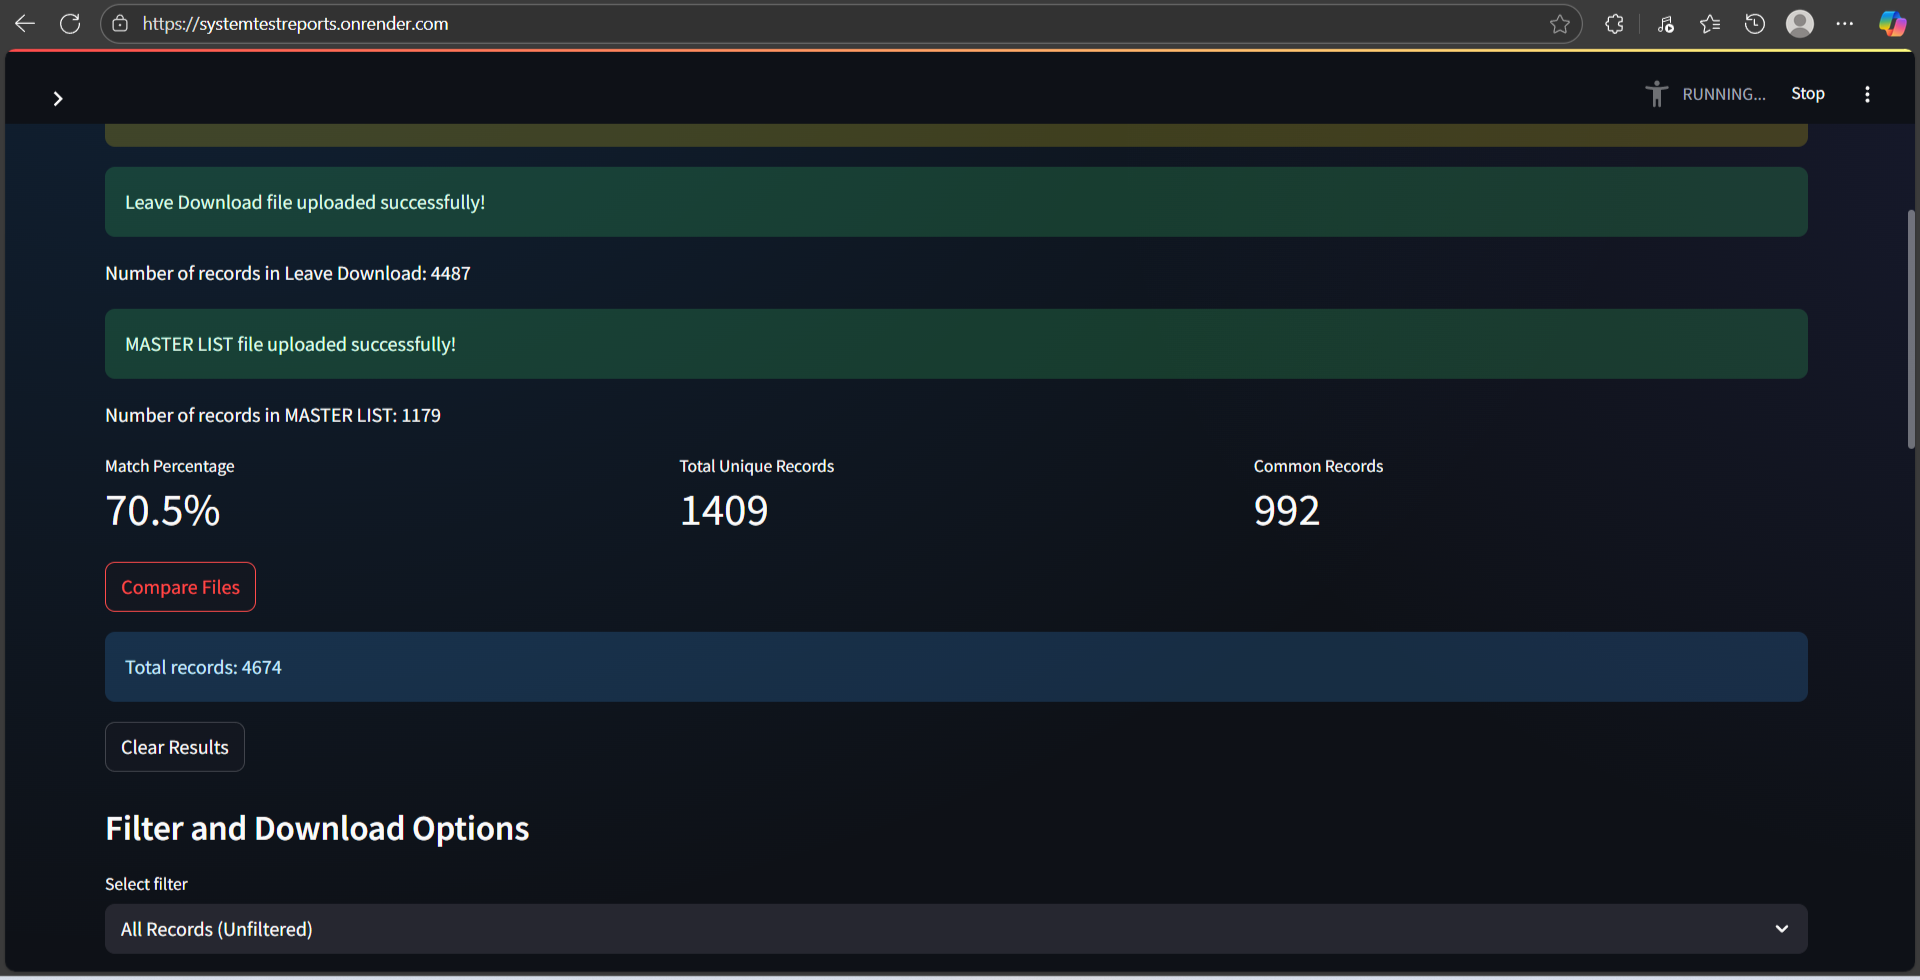 https://systemtestreports.onrender.com
RUNNING...
Stop
Leave Download file uploaded successfully!
Number of records in Leave Download: 4487
MASTER LIST file uploaded successfully!
Number of records in MASTER LIST: 1179
Match Percentage
70.5%
Total Unique Records
1409
Common Records
992
Compare Files
Total records: 4674
Clear Results
Filter and Download Options
Select filter
All Records (Unfiltered)